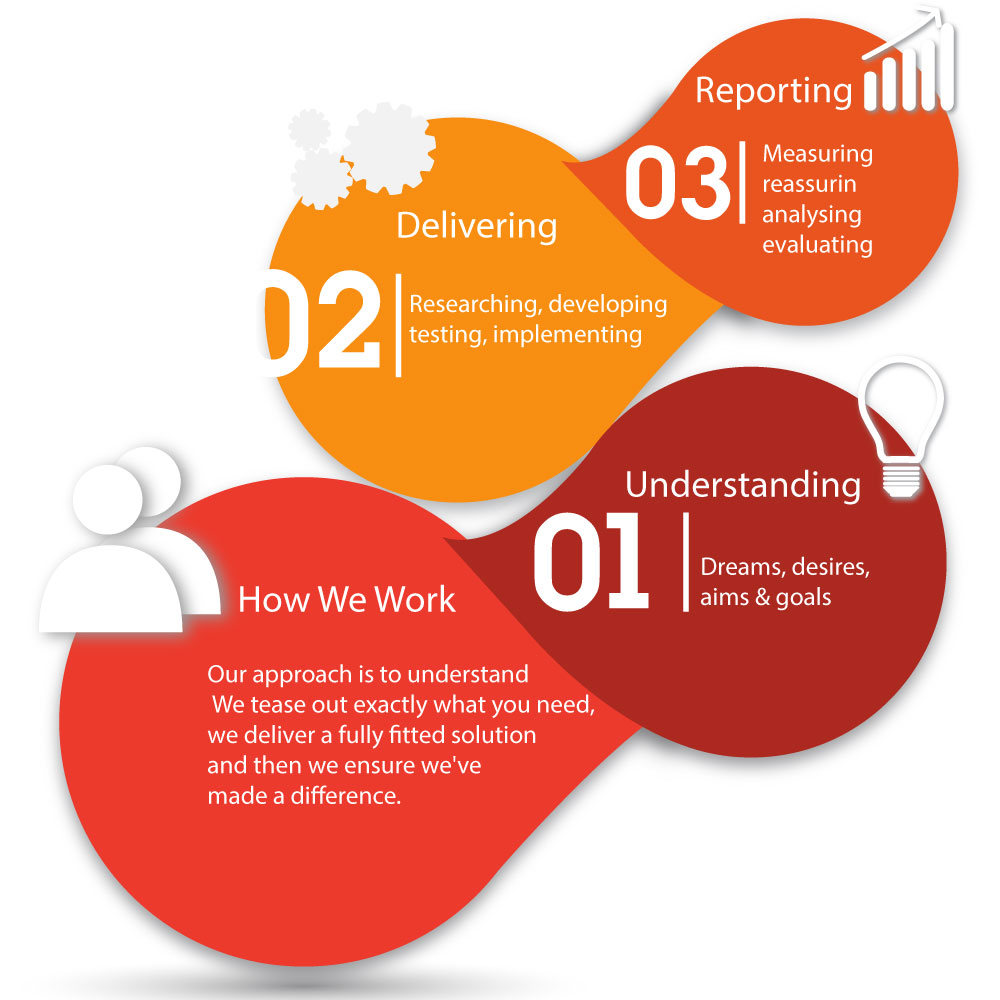 How We Work
Our approach is to understand
We tease out exactly what you need,
we deliver a fully fitted solution
and then we ensure we've
made a difference.
Understanding
01
Dreams, desires,
aims & goals
Delivering
02
Researching, developing
testing, implementing
Reporting
03
Measuring
reassurin
analysing
evaluating